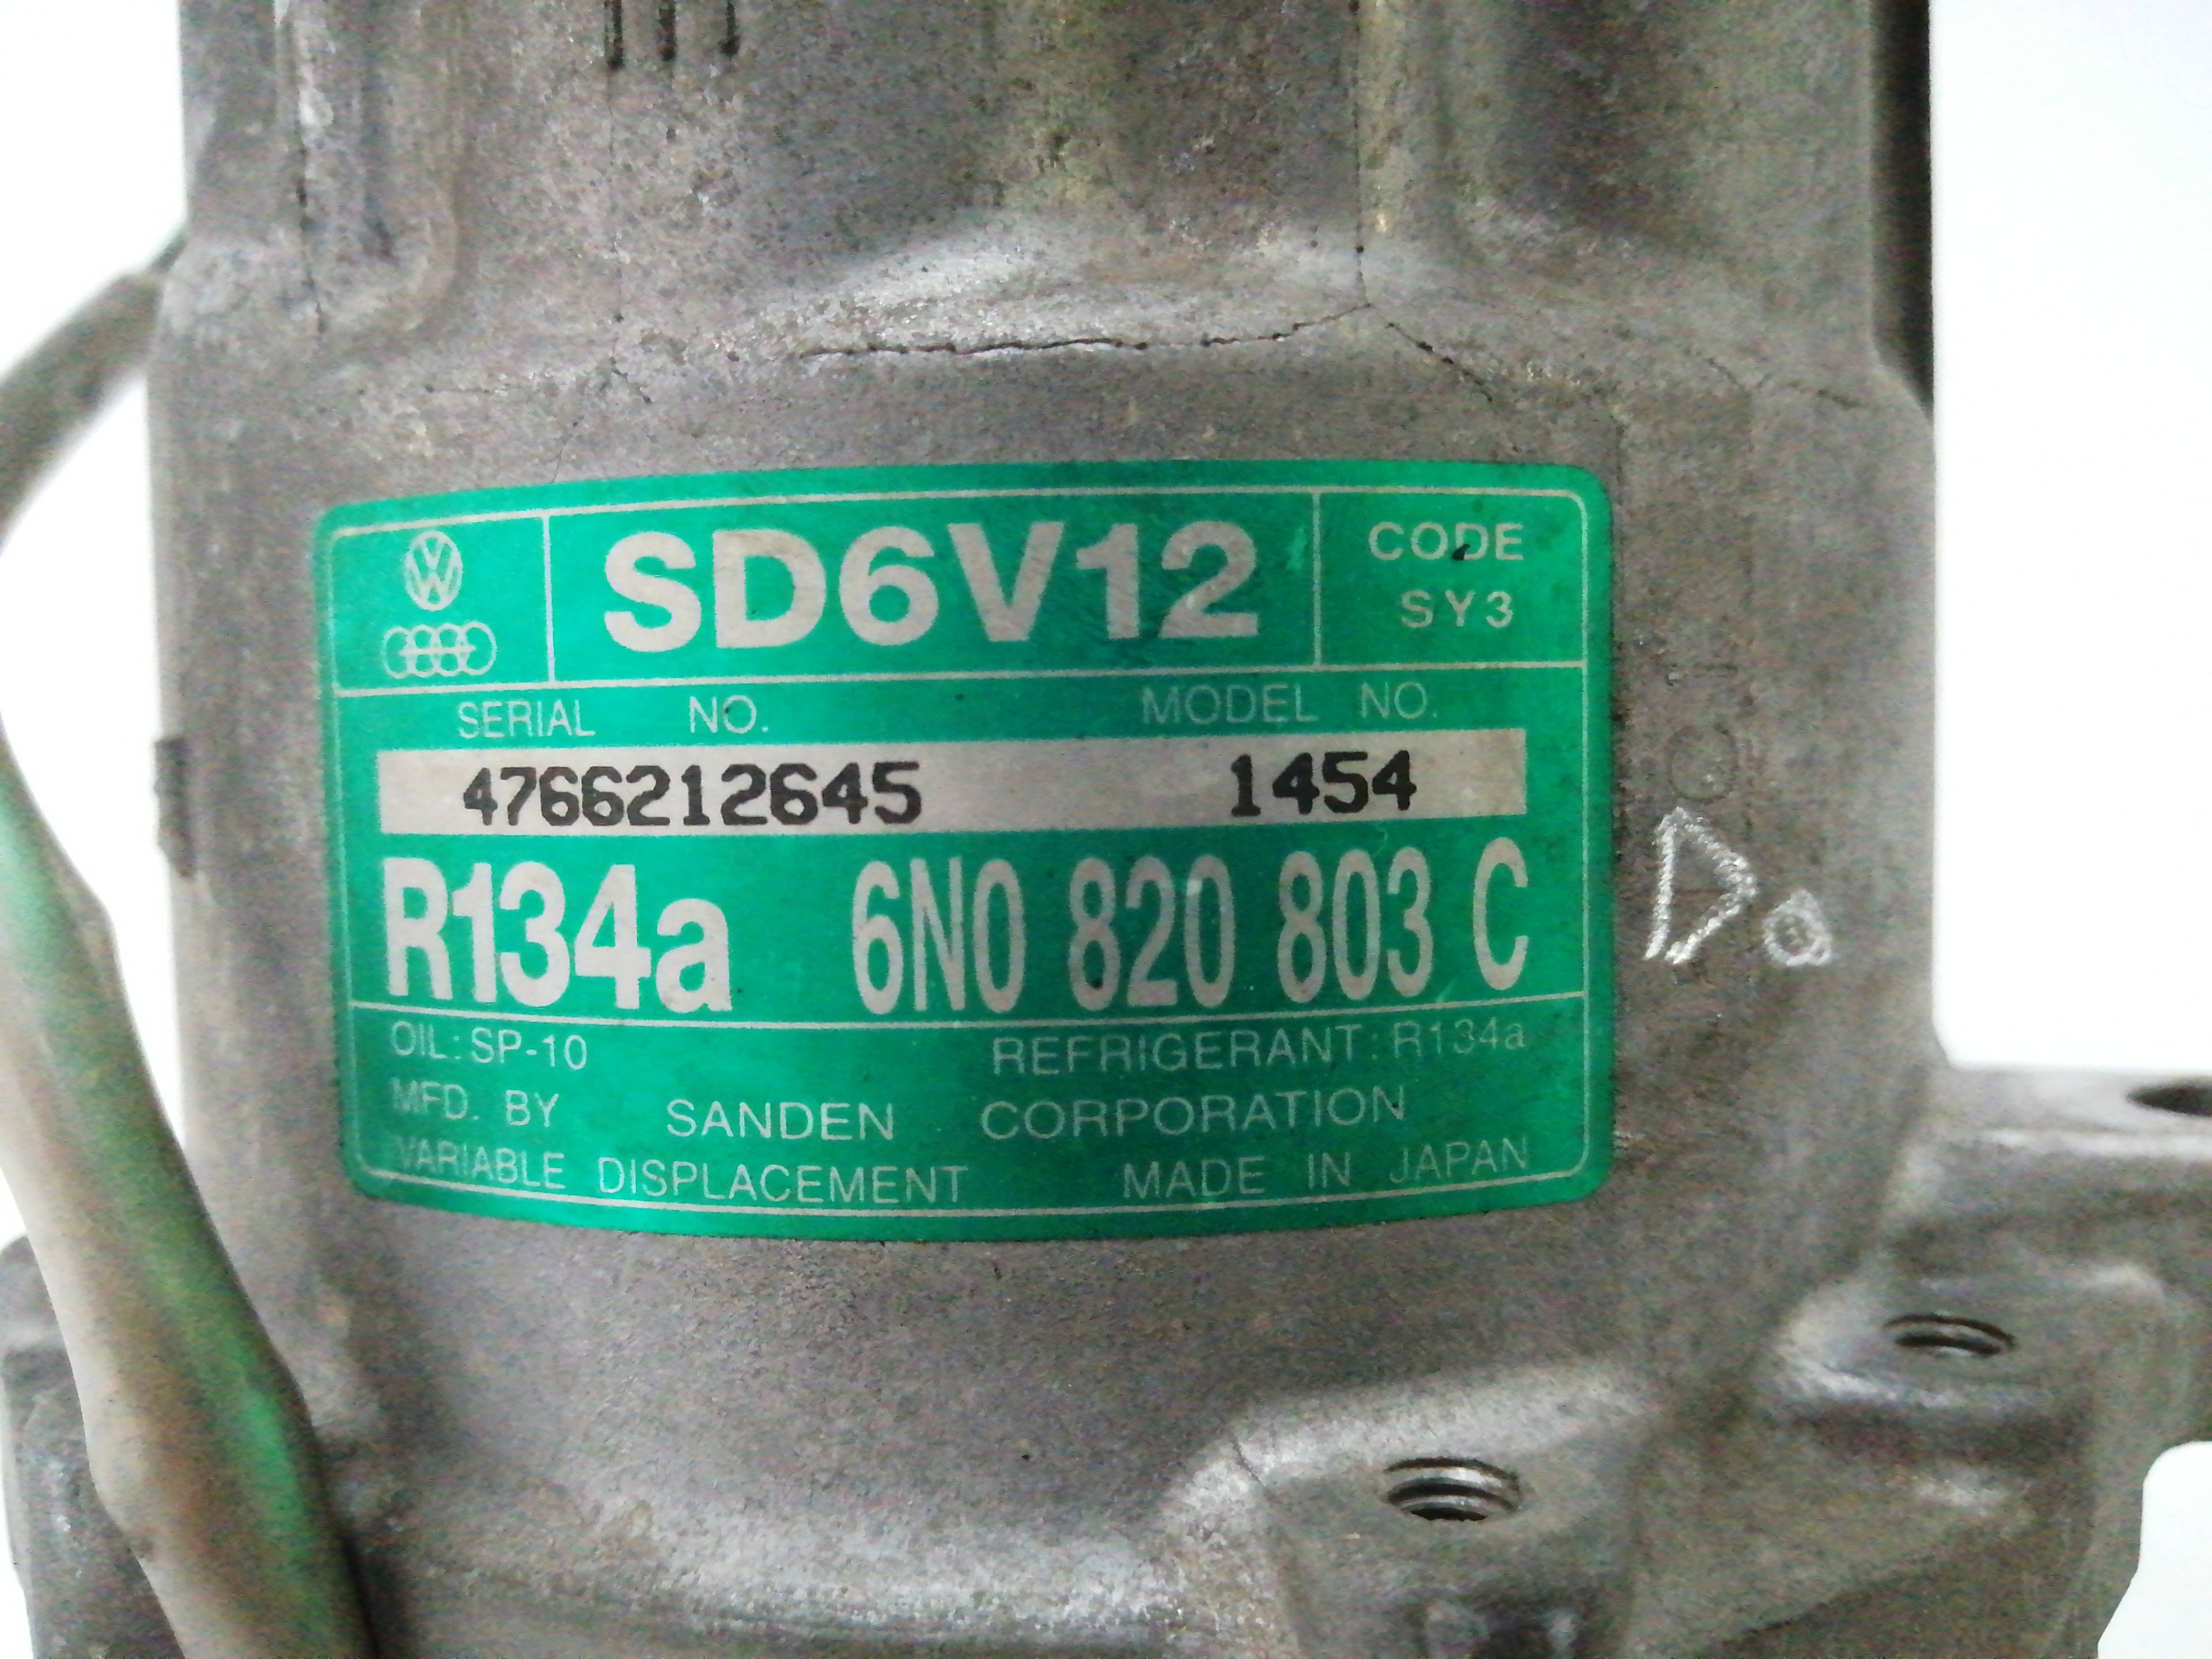 SD6V12
CODE
SY3
SERIAL NO. MODEL NO.
4766212645 1454
R134a 6N0 820 803 C
OIL: SP-10 REFRIGERANT: R134a
MFD. BY SANDEN CORPORATION
VARIABLE DISPLACEMENT MADE IN JAPAN